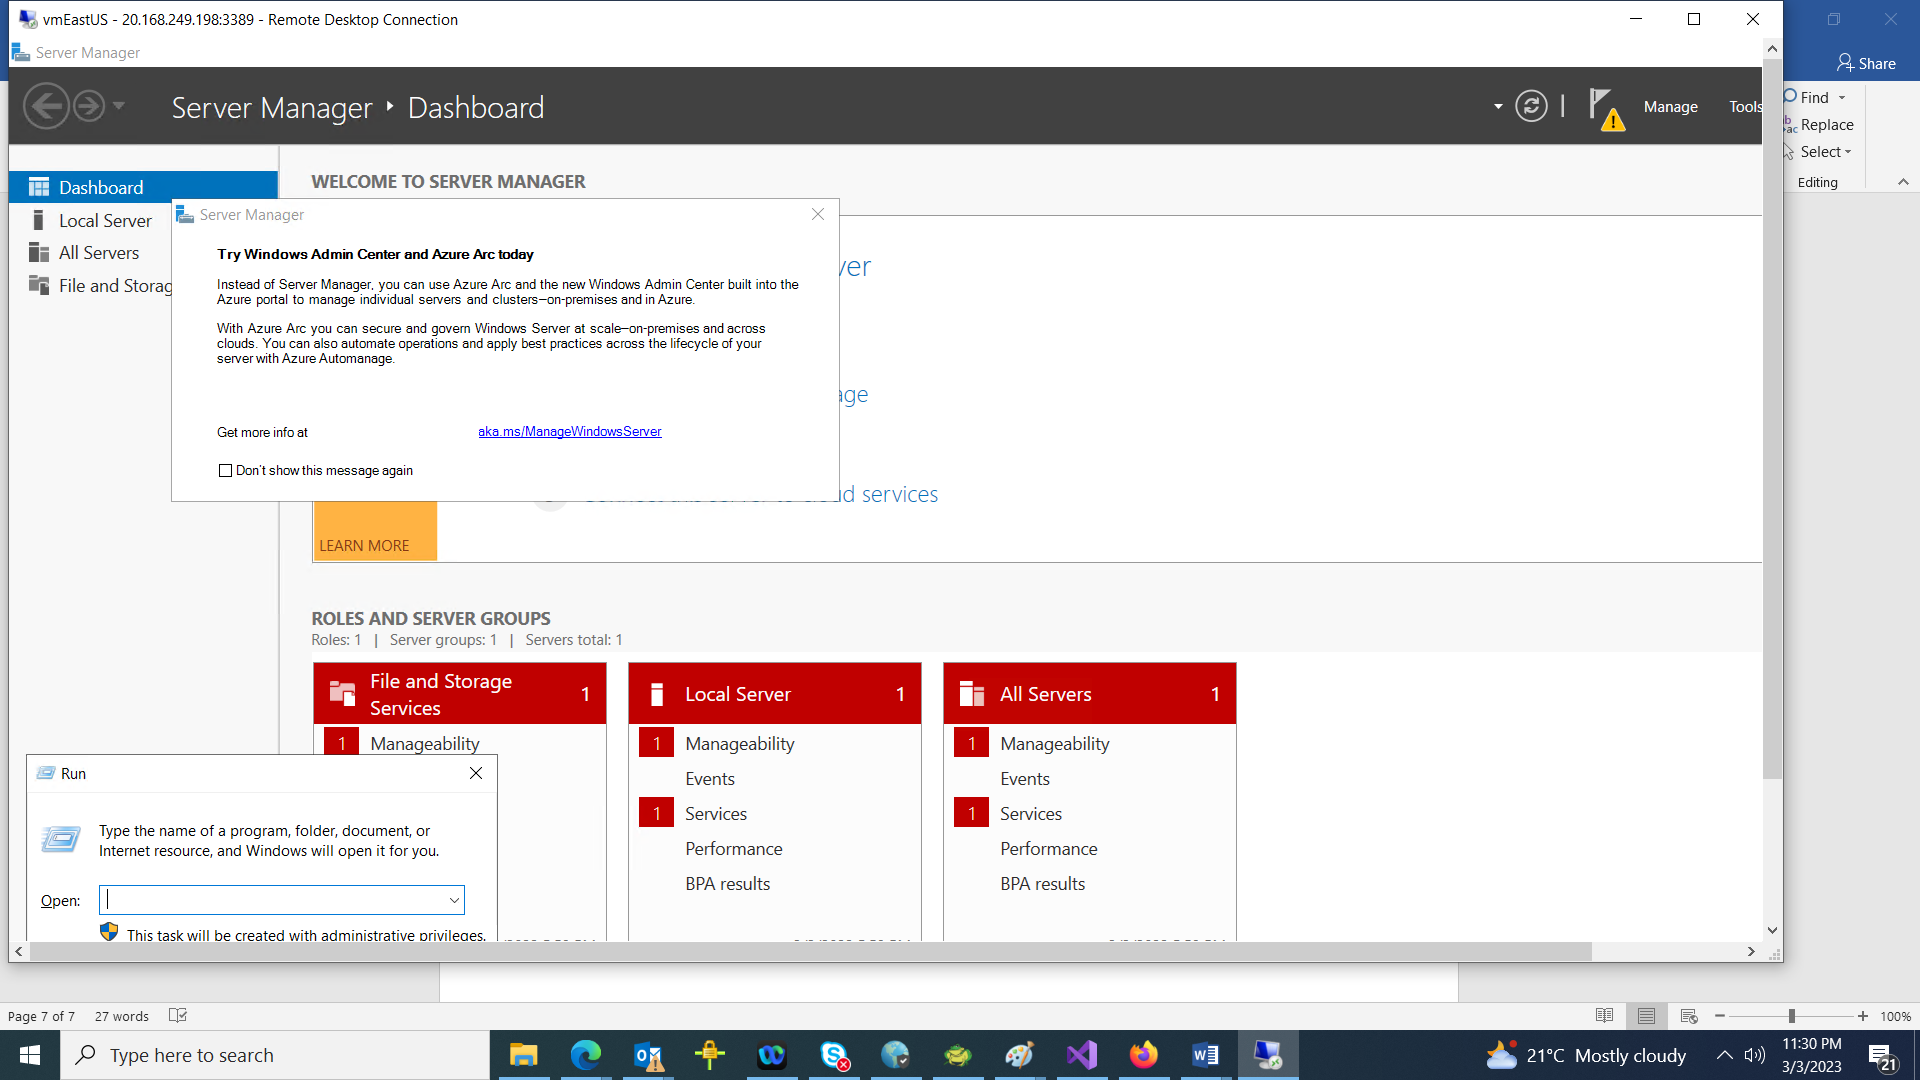 vmEastUS - 20.168.249.198:3389 - Remote Desktop Connection
Server Manager
Share
Server Manager Dashboard
Manage
Tools
Find
Replace
Select
Editing
Dashboard
Local Server
All Servers
File and Storag
WELCOME TO SERVER MANAGER
Server Manager
Try Windows Admin Center and Azure Arc today
Instead of Server Manager, you can use Azure Arc and the new Windows Admin Center built into the
Azure portal to manage individual servers and clusters—on-premises and in Azure.
With Azure Arc you can secure and govern Windows Server at scale—on-premises and across
clouds. You can also automate operations and apply best practices across the lifecycle of your
server with Azure Automanage.
Get more info at aka.ms/ManageWindowsServer
Don't show this message again
services
LEARN MORE
ROLES AND SERVER GROUPS
Roles: 1 | Server groups: 1 | Servers total: 1
File and Storage
Services
1
1 Manageability
Local Server 1
1 Manageability
Events
1 Services
Performance
BPA results
All Servers 1
1 Manageability
Events
1 Services
Performance
BPA results
Run
Type the name of a program, folder, document, or
Internet resource, and Windows will open it for you.
Open:
This task will be created with administrative privileges.
Page 7 of 7 27 words
100%
Type here to search
21°C Mostly cloudy
11:30 PM
3/3/2023
21